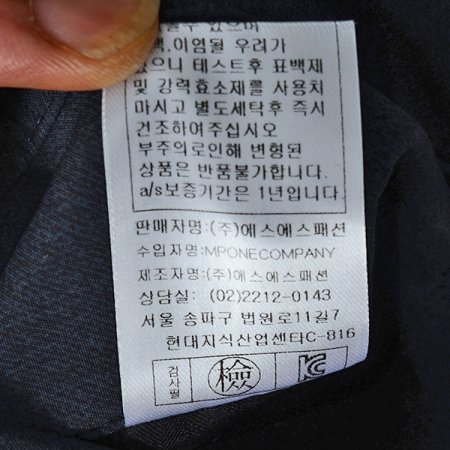 수 있으며
백,이염될 우려가
있으니 테스트후 표백제
및 강력효소제를 사용치
마시고 별도세탁후 즉시
건조하여주십시오
부주의로인해 변형된
상품은 반품불가합니다.
a/s보증기간은 1년입니다.
판매자명:(주)에스에스패션
수입자명:MPONECOMPANY
제조자명:(주)에스에스패션
상담실: (02)2212-0143
서울 송파구 법원로11길7
현대지식산업센타C-816
검사필 檢 KC